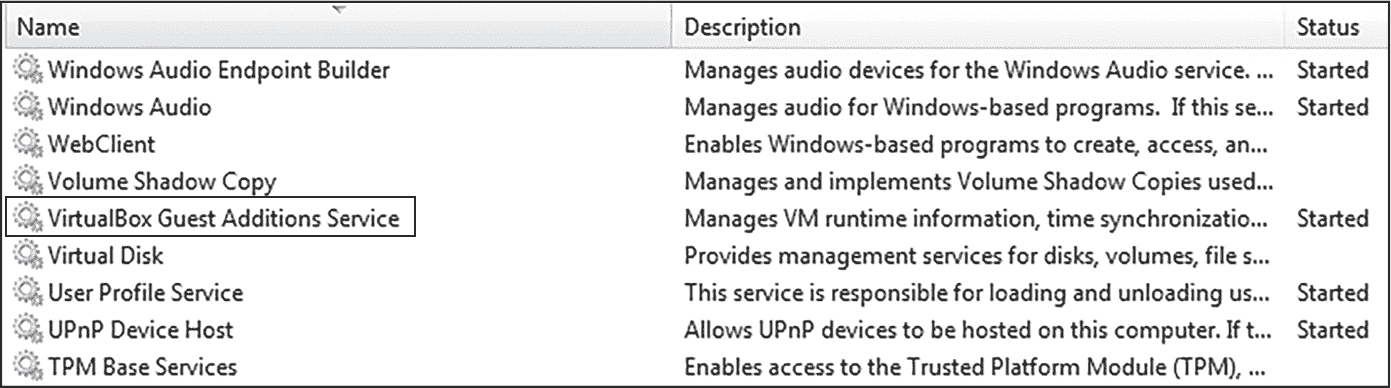 Name Description Status
Windows Audio Endpoint Builder Manages audio devices for the Windows Audio service. ... Started
Windows Audio Manages audio for Windows-based programs.  If this se... Started
WebClient Enables Windows-based programs to create, access, an...
Volume Shadow Copy Manages and implements Volume Shadow Copies used...
VirtualBox Guest Additions Service Manages VM runtime information, time synchronizatio... Started
Virtual Disk Provides management services for disks, volumes, file s...
User Profile Service This service is responsible for loading and unloading us... Started
UPnP Device Host Allows UPnP devices to be hosted on this computer. If t... Started
TPM Base Services Enables access to the Trusted Platform Module (TPM), ...